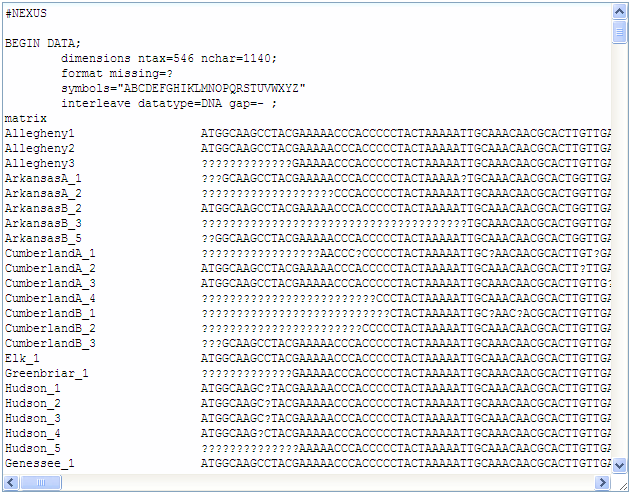 #NEXUS
BEGIN DATA;
dimensions ntax=546 nchar=1140;
format missing=?
symbols="ABCDEFGHIKLMNOPQRSTUVWXYZ"
interleave datatype=DNA gap=- ;
matrix
Allegheny1 ATGGCAAGCCTACGAAAAACCCACCCCCTACTAAAAATTGCAAACAACGCACTTGTTGA
Allegheny2 ATGGCAAGCCTACGAAAAACCCACCCCCTACTAAAAATTGCAAACAACGCACTTGTTGA
Allegheny3 ?????????????GAAAAACCCACCCCCTACTAAAAATTGCAAACAACGCACTTGTTGA
ArkansasA_1 ???GCAAGCCTACGAAAAACCCACCCCCTACTAAAAA?TGCAAACAACGCACTGGTTGA
ArkansasA_2 ???????????????????CCCACCCCCTACTAAAAATTGCAAACAACGCACTGGTTGA
ArkansasB_2 ATGGCAAGCCTACGAAAAACCCACCCCCTACTAAAAATTGCAAACAACGCACTGGTTGA
ArkansasB_3 ??????????????????????????????????????TGCAAACAACGCACTGGTTGA
ArkansasB_5 ??GGCAAGCCTACGAAAAACCCACCCCCTACTAAAAATTGCAAACAACGCACTGGTTGA
CumberlandA_1 ?????????????????AACCC?CCCCCTACTAAAAATTGC?AACAACGCACTTGT?GA
CumberlandA_2 ATGGCAAGCCTACGAAAAACCCACCCCCTACTAAAAATTGCAAACAACGCACTT?TTGA
CumberlandA_3 ATGGCAAGCCTACGAAAAACCCACCCCCTACTAAAAATTGCAAACAACGCACTTGTTG?
CumberlandA_4 ?????????????????????????CCCTACTAAAAATTGCAAACAACGCACTTGTTGA
CumberlandB_1 ???????????????????????????CTACTAAAAATTGC?AAC?ACGCACTTGTTGA
CumberlandB_2 ???????????????????????CCCCCTACTAAAAATTGCAAACAACGCACTTGTTGA
CumberlandB_3 ???GCAAGCCTACGAAAAACCCACCCCCTACTAAAAATTGCAAACAACGCACTTGTTGA
Elk_1 ATGGCAAGCCTACGAAAAACCCACCCCCTACTAAAAATTGCAAACAACGCACTTGTTGA
Greenbriar_1 ?????????????GAAAAACCCACCCCCTACTAAAAATTGCAAACAACGCACTTGTTGA
Hudson_1 ATGGCAAGC?TACGAAAAACCCACCCCCTACTAAAAATTGCAAACAACGCACTTGTTGA
Hudson_2 ATGGCAAGC?TACGAAAAACCCACCCCCTACTAAAAATTGCAAACAACGCACTTGTTGA
Hudson_3 ATGGCAAGC?TACGAAAAACCCACCCCCTACTAAAAATTGCAAACAACGCACTTGTTGA
Hudson_4 ATGGCAAG?CTACGAAAAACCCACCCCCTACTAAAAATTGCAAACAACGCACTTGTTGA
Hudson_5 ??????????????AAAAACCCACCCCCTACTAAAAATTGCAAACAACGCACTTGTTGA
Genessee_1 ATGGCAAGCCTACGAAAAACCCACCCCCTACTAAAAATTGCAAACAACGCACTTGTTGA